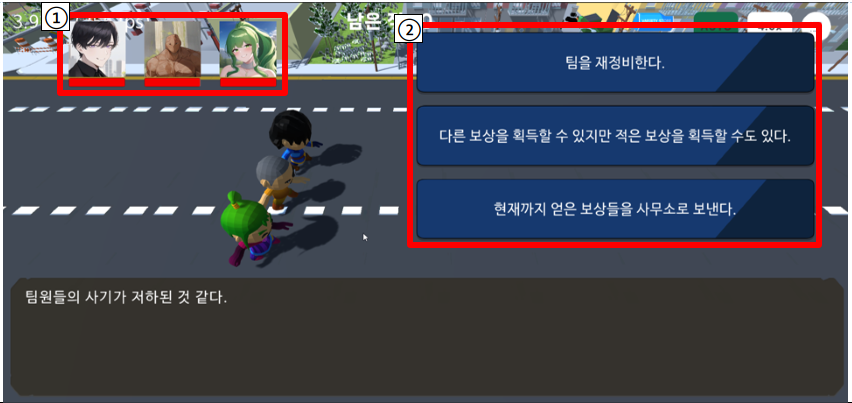 ①
②
3.9
남은
팀을 재정비한다.
다른 보상을 획득할 수 있지만 적은 보상을 획득할 수도 있다.
현재까지 얻은 보상들을 사무소로 보낸다.
팀원들의 사기가 저하된 것 같다.